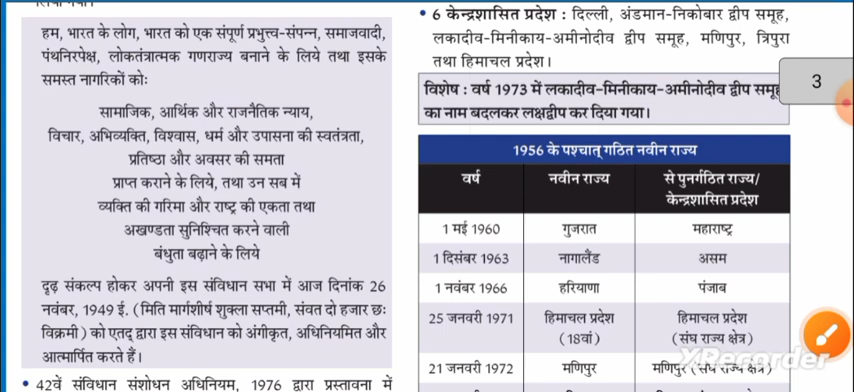 हम, भारत के लोग, भारत को एक संपूर्ण प्रभुत्त्व-संपन्न, समाजवादी,
पंथनिरपेक्ष, लोकतंत्रात्मक गणराज्य बनाने के लिये तथा इसके
समस्त नागरिकों को:
सामाजिक, आर्थिक और राजनैतिक न्याय,
विचार, अभिव्यक्ति, विश्वास, धर्म और उपासना की स्वतंत्रता,
प्रतिष्ठा और अवसर की समता
प्राप्त कराने के लिये, तथा उन सब में
व्यक्ति की गरिमा और राष्ट्र की एकता तथा
अखण्डता सुनिश्चित करने वाली
बंधुता बढ़ाने के लिये
दृढ़ संकल्प होकर अपनी इस संविधान सभा में आज दिनांक 26
नवंबर, 1949 ई. (मिति मार्गशीर्ष शुक्ला सप्तमी, संवत दो हजार छः
विक्रमी) को एतद् द्वारा इस संविधान को अंगीकृत, अधिनियमित और
आत्मार्पित करते हैं।
• 42वें संविधान संशोधन अधिनियम, 1976 द्वारा प्रस्तावना में
• 6 केन्द्रशासित प्रदेश : दिल्ली, अंडमान-निकोबार द्वीप समूह,
लकादीव-मिनीकाय-अमीनोदीव द्वीप समूह, मणिपुर, त्रिपुरा
तथा हिमाचल प्रदेश।
विशेष : वर्ष 1973 में लकादीव-मिनीकाय-अमीनोदीव द्वीप समूह
का नाम बदलकर लक्षद्वीप कर दिया गया।
3
1956 के पश्चात् गठित नवीन राज्य
वर्ष नवीन राज्य से पुनर्गठित राज्य/
केन्द्रशासित प्रदेश
1 मई 1960 गुजरात महाराष्ट्र
1 दिसंबर 1963 नागालैंड असम
1 नवंबर 1966 हरियाणा पंजाब
25 जनवरी 1971 हिमाचल प्रदेश हिमाचल प्रदेश
(18वां) (संघ राज्य क्षेत्र)
21 जनवरी 1972 मणिपुर मणिपुर (संघ राज्य क्षेत्र)
XRecorder